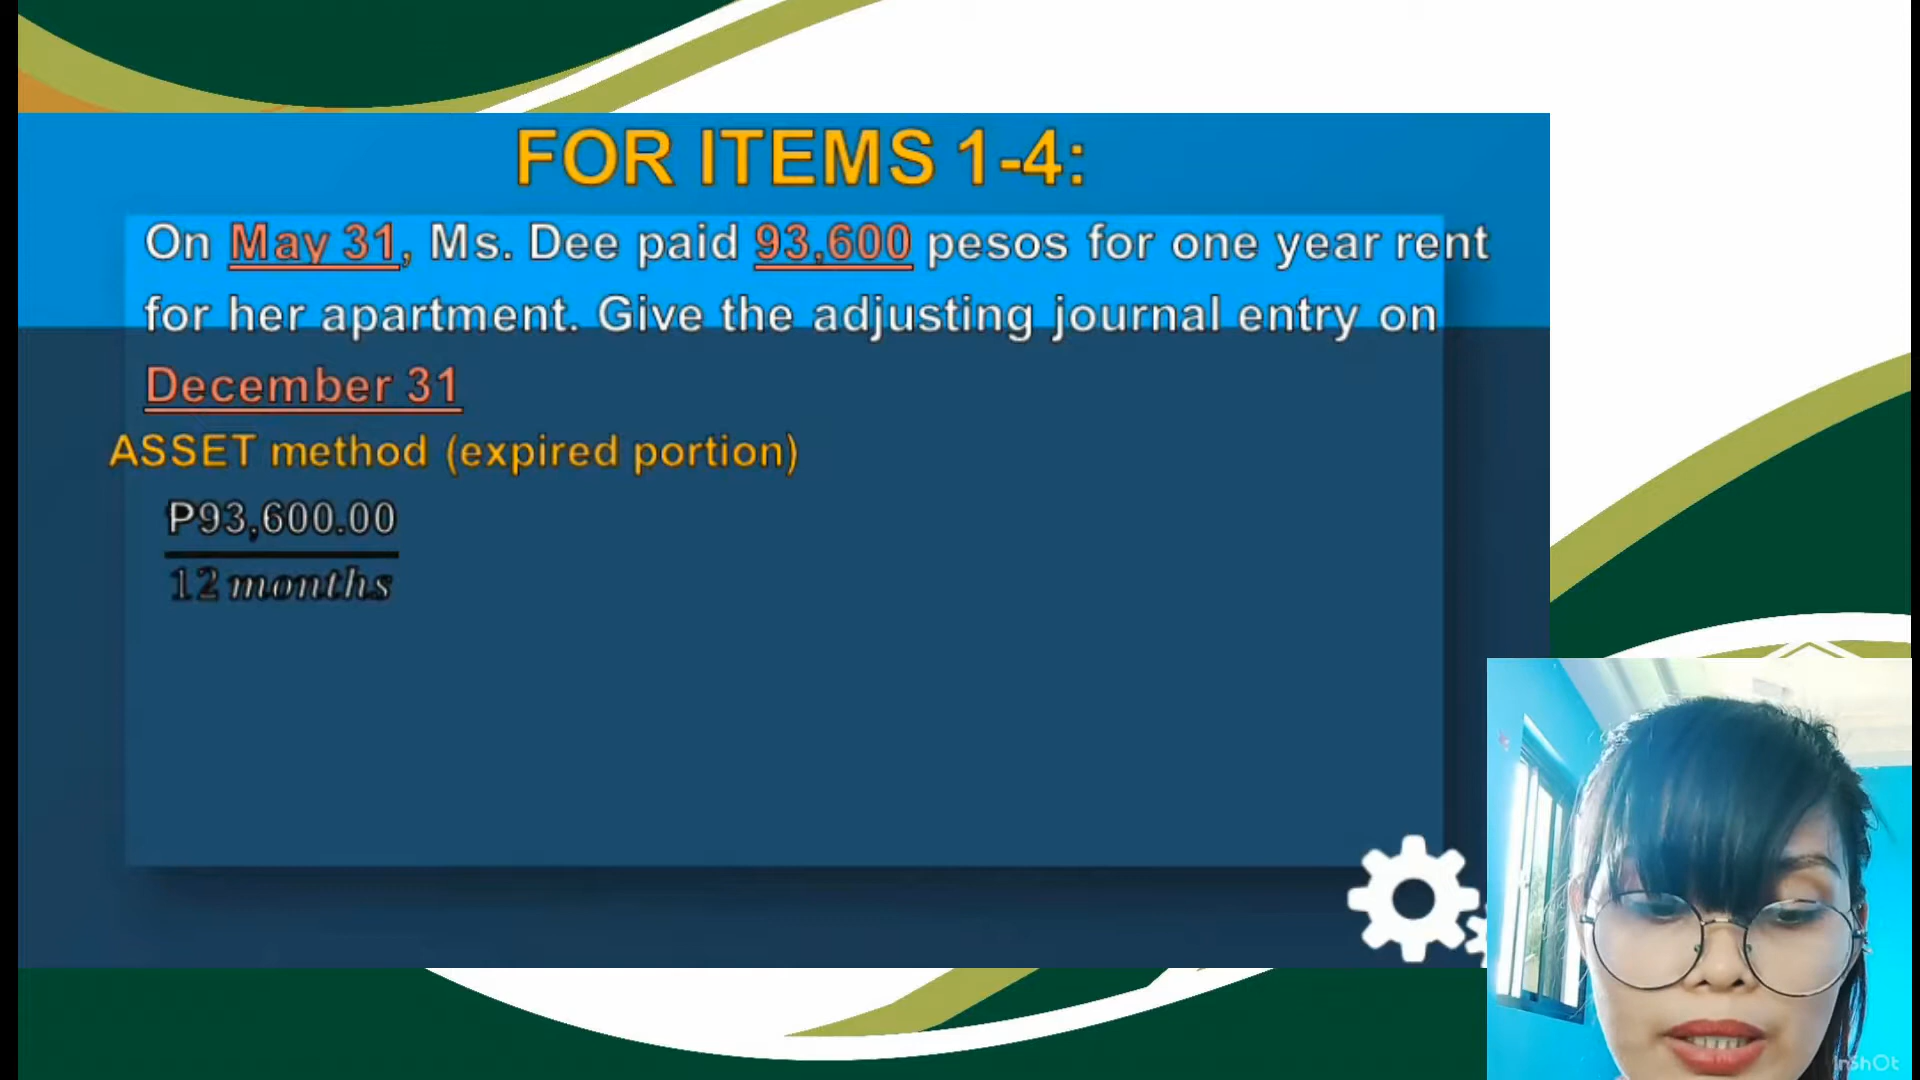 FOR ITEMS 1-4:
On May 31, Ms. Dee paid 93,600 pesos for one year rent
for her apartment. Give the adjusting journal entry on
December 31
ASSET method (expired portion)
P93,600.00
12 months
InShOt